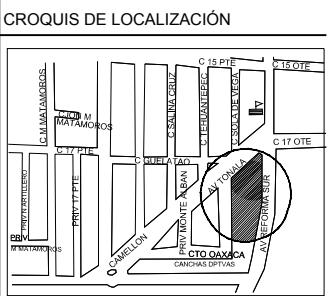 CROQUIS DE LOCALIZACIÓN
C 15 PTE
C 15 OTE
C M MATAMOROS
CJON M
MATAMOROS
C SALINA CRUZ
C TEHUANTEPEC
C SOLA DE VEGA
C 17 PTE
C 17 OTE
C GUELATAO
AV TONALA
PRIV N ARTILLERO
PRIV 17 PTE
PRIV MONTE ALBAN
AV REFORMA SUR
PRIV
M MATAMOROS
CAMELLON
CTO OAXACA
CANCHAS DPTVAS